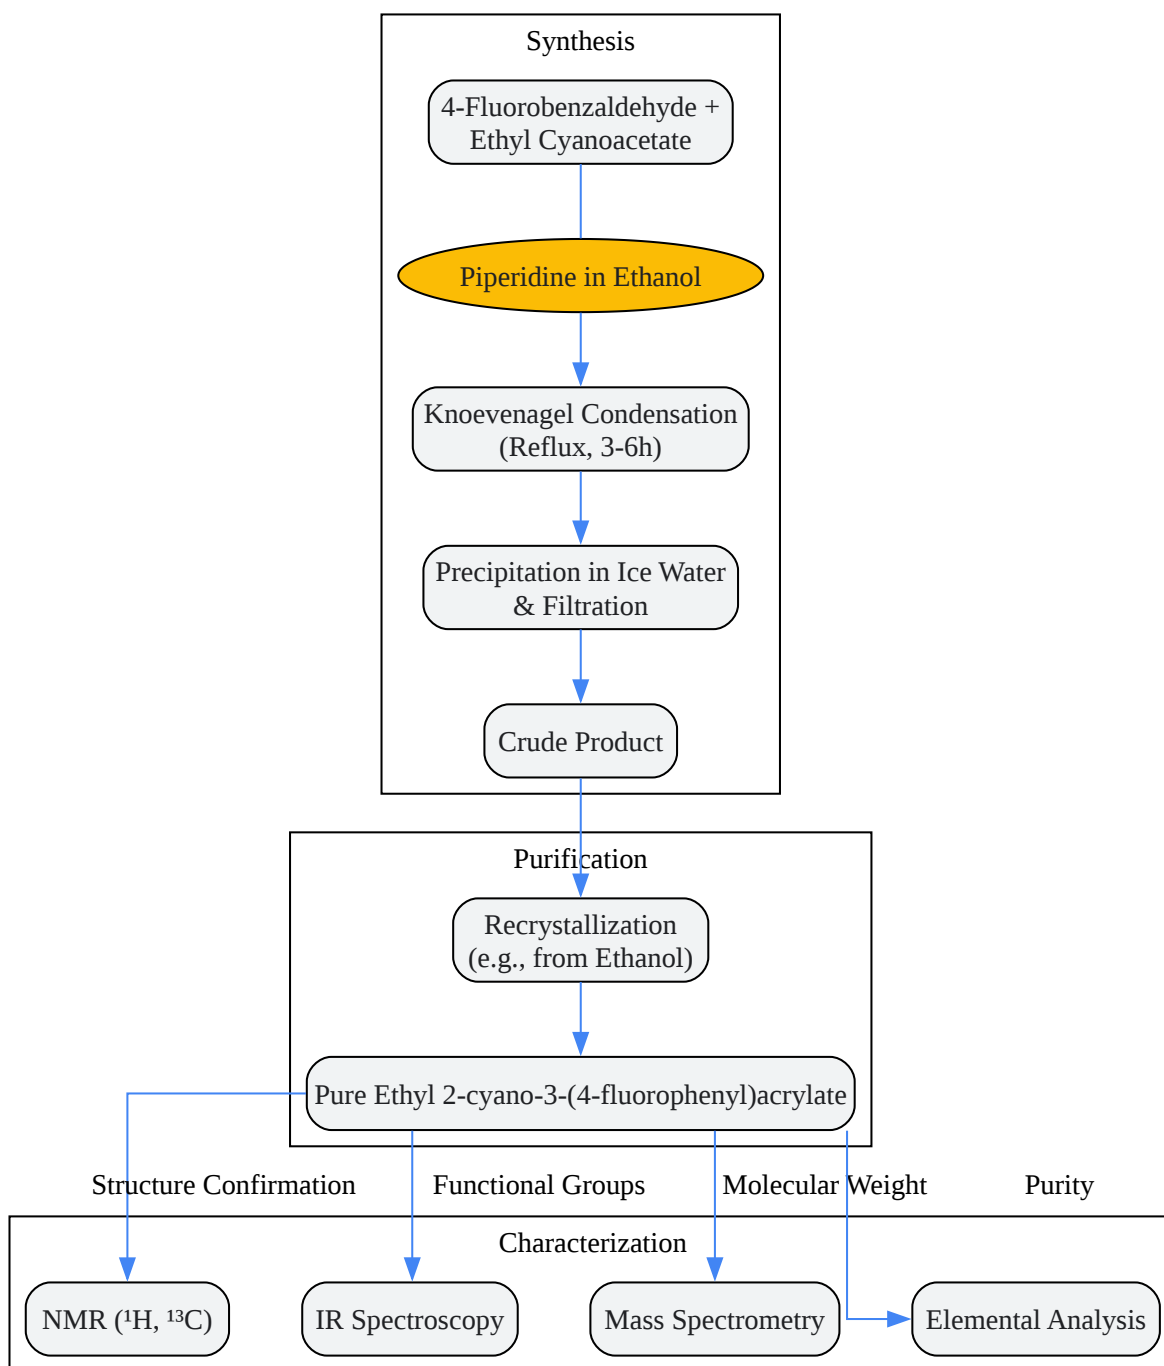 Synthesis
4-Fluorobenzaldehyde +
Ethyl Cyanoacetate
Piperidine in Ethanol
Knoevenagel Condensation
(Reflux, 3-6h)
Precipitation in Ice Water
& Filtration
Crude Product
Purification
Recrystallization
(e.g., from Ethanol)
Pure Ethyl 2-cyano-3-(4-fluorophenyl)acrylate
Structure Confirmation
Functional Groups
Molecular Weight
Purity
Characterization
NMR (¹H, ¹³C)
IR Spectroscopy
Mass Spectrometry
Elemental Analysis